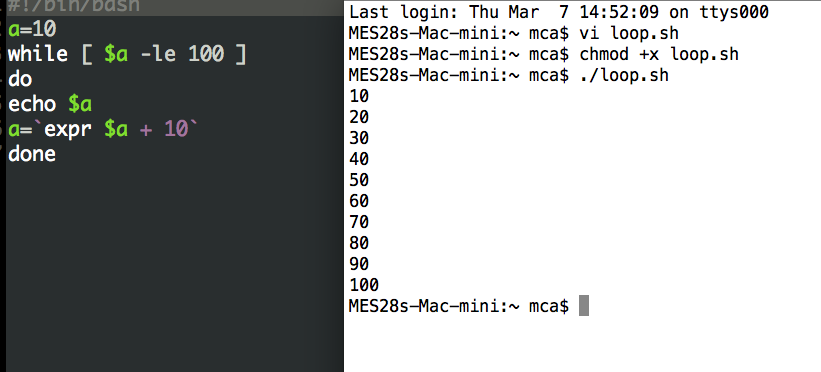 #!/bin/bash
a=10
while [ $a -le 100 ]
do
echo $a
a=`expr $a + 10`
done
Last login: Thu Mar  7 14:52:09 on ttys000
MES28s-Mac-mini:~ mca$ vi loop.sh
MES28s-Mac-mini:~ mca$ chmod +x loop.sh
MES28s-Mac-mini:~ mca$ ./loop.sh
10
20
30
40
50
60
70
80
90
100
MES28s-Mac-mini:~ mca$